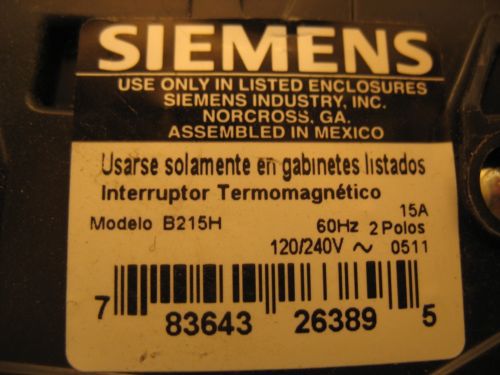 SIEMENS
USE ONLY IN LISTED ENCLOSURES
SIEMENS INDUSTRY, INC.
NORCROSS, GA.
ASSEMBLED IN MEXICO
Usarse solamente en gabinetes listados
Interruptor Termomagnético
15A
Modelo B215H 60Hz 2 Polos
120/240V ~ 0511
7 83643 26389 5